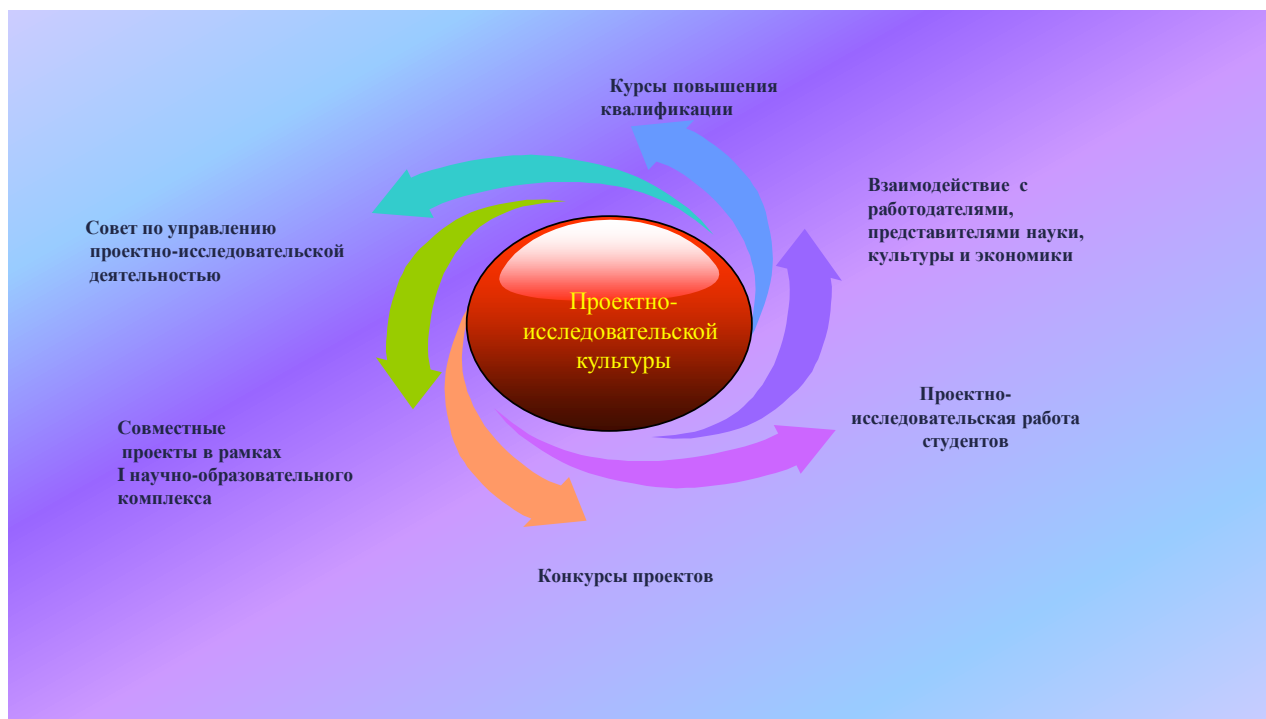 Курсы повышения
квалификации
Взаимодействие с
работодателями,
представителями науки,
культуры и экономики
Совет по управлению
проектно-исследовательской
деятельностью
Проектно-
исследовательской
культуры
Проектно-
исследовательская работа
студентов
Совместные
проекты в рамках
I научно-образовательного
комплекса
Конкурсы проектов